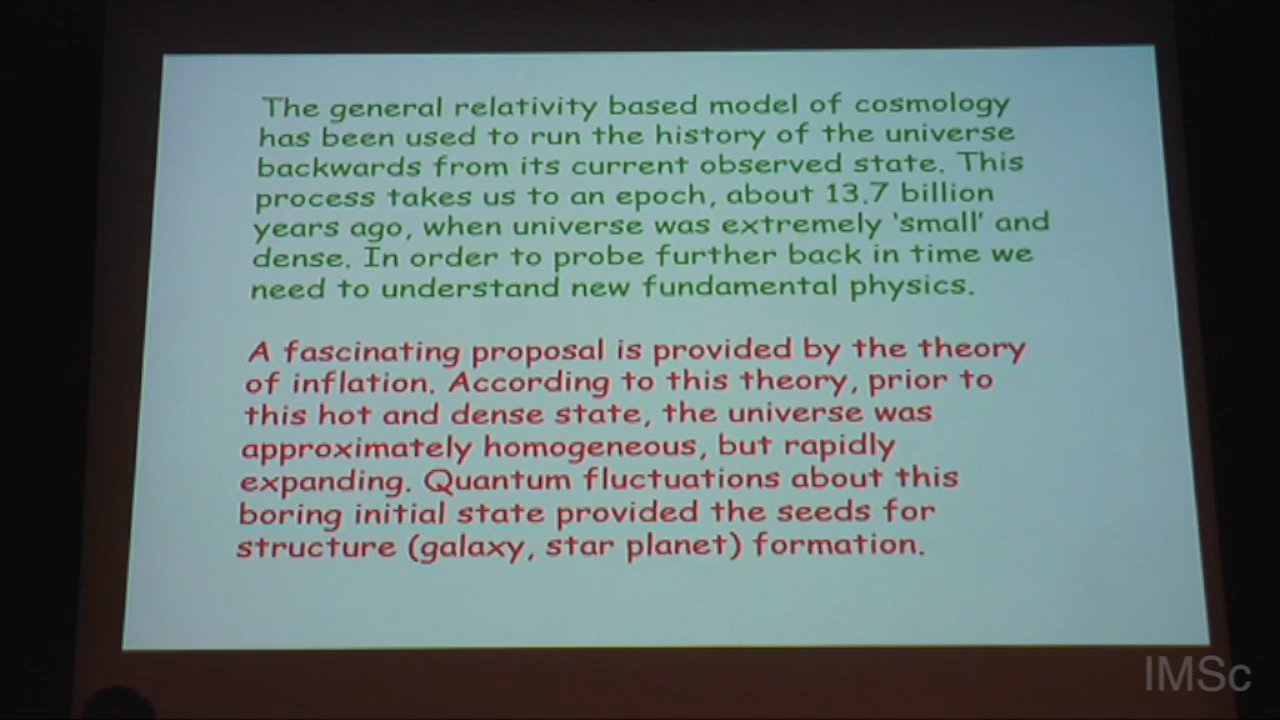 The general relativity based model of cosmology
has been used to run the history of the universe
backwards from its current observed state. This
process takes us to an epoch, about 13.7 billion
years ago, when universe was extremely 'small' and
dense. In order to probe further back in time we
need to understand new fundamental physics.
A fascinating proposal is provided by the theory
of inflation. According to this theory, prior to
this hot and dense state, the universe was
approximately homogeneous, but rapidly
expanding. Quantum fluctuations about this
boring initial state provided the seeds for
structure (galaxy, star planet) formation.
IMSc